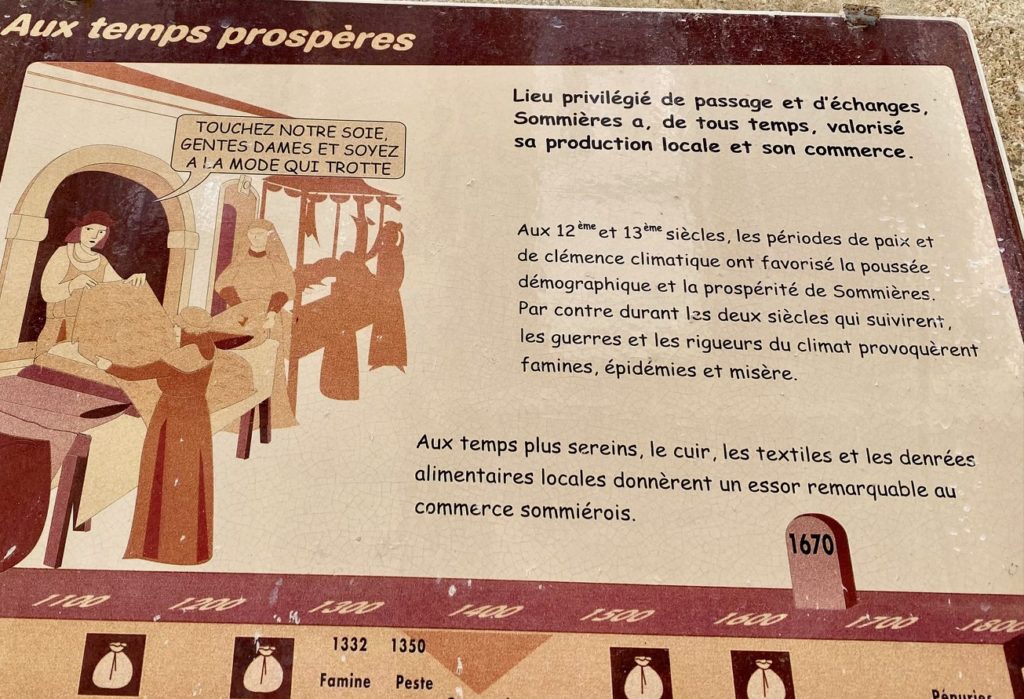 Aux temps prospères
TOUCHEZ NOTRE SOIE,
GENTES DAMES ET SOYEZ
A LA MODE QUI TROTTE
Lieu privilégié de passage et d'échanges,
Sommières a, de tous temps, valorisé
sa production locale et son commerce.
Aux 12ème et 13ème siècles, les périodes de paix et
de clémence climatique ont favorisé la poussée
démographique et la prospérité de Sommières.
Par contre durant les deux siècles qui suivirent,
les guerres et les rigueurs du climat provoquèrent
famines, épidémies et misère.
Aux temps plus sereins, le cuir, les textiles et les denrées
alimentaires locales donnèrent un essor remarquable au
commerce sommiérois.
1670
1100 1200 1300 1400 1500 1600 1700 1800
1332 1350
Famine Peste